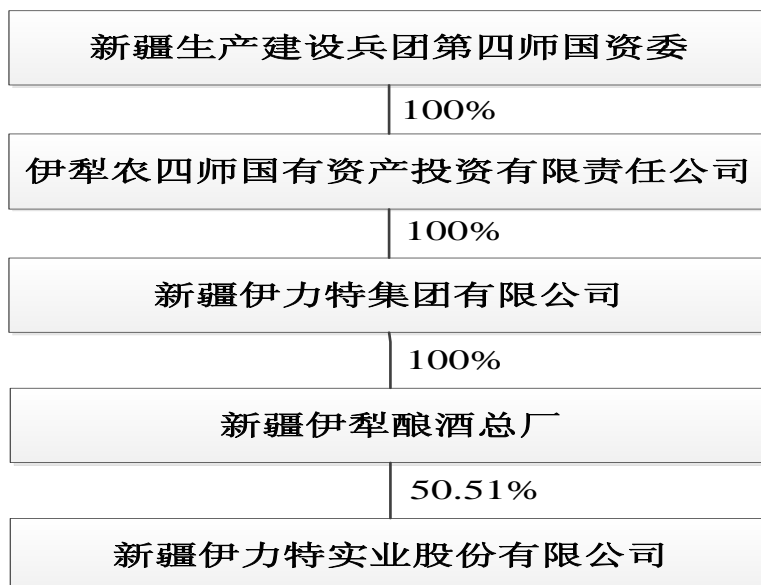 新疆生产建设兵团第四师国资委
100%
伊犁农四师国有资产投资有限责任公司
100%
新疆伊力特集团有限公司
100%
新疆伊犁酿酒总厂
50.51%
新疆伊力特实业股份有限公司